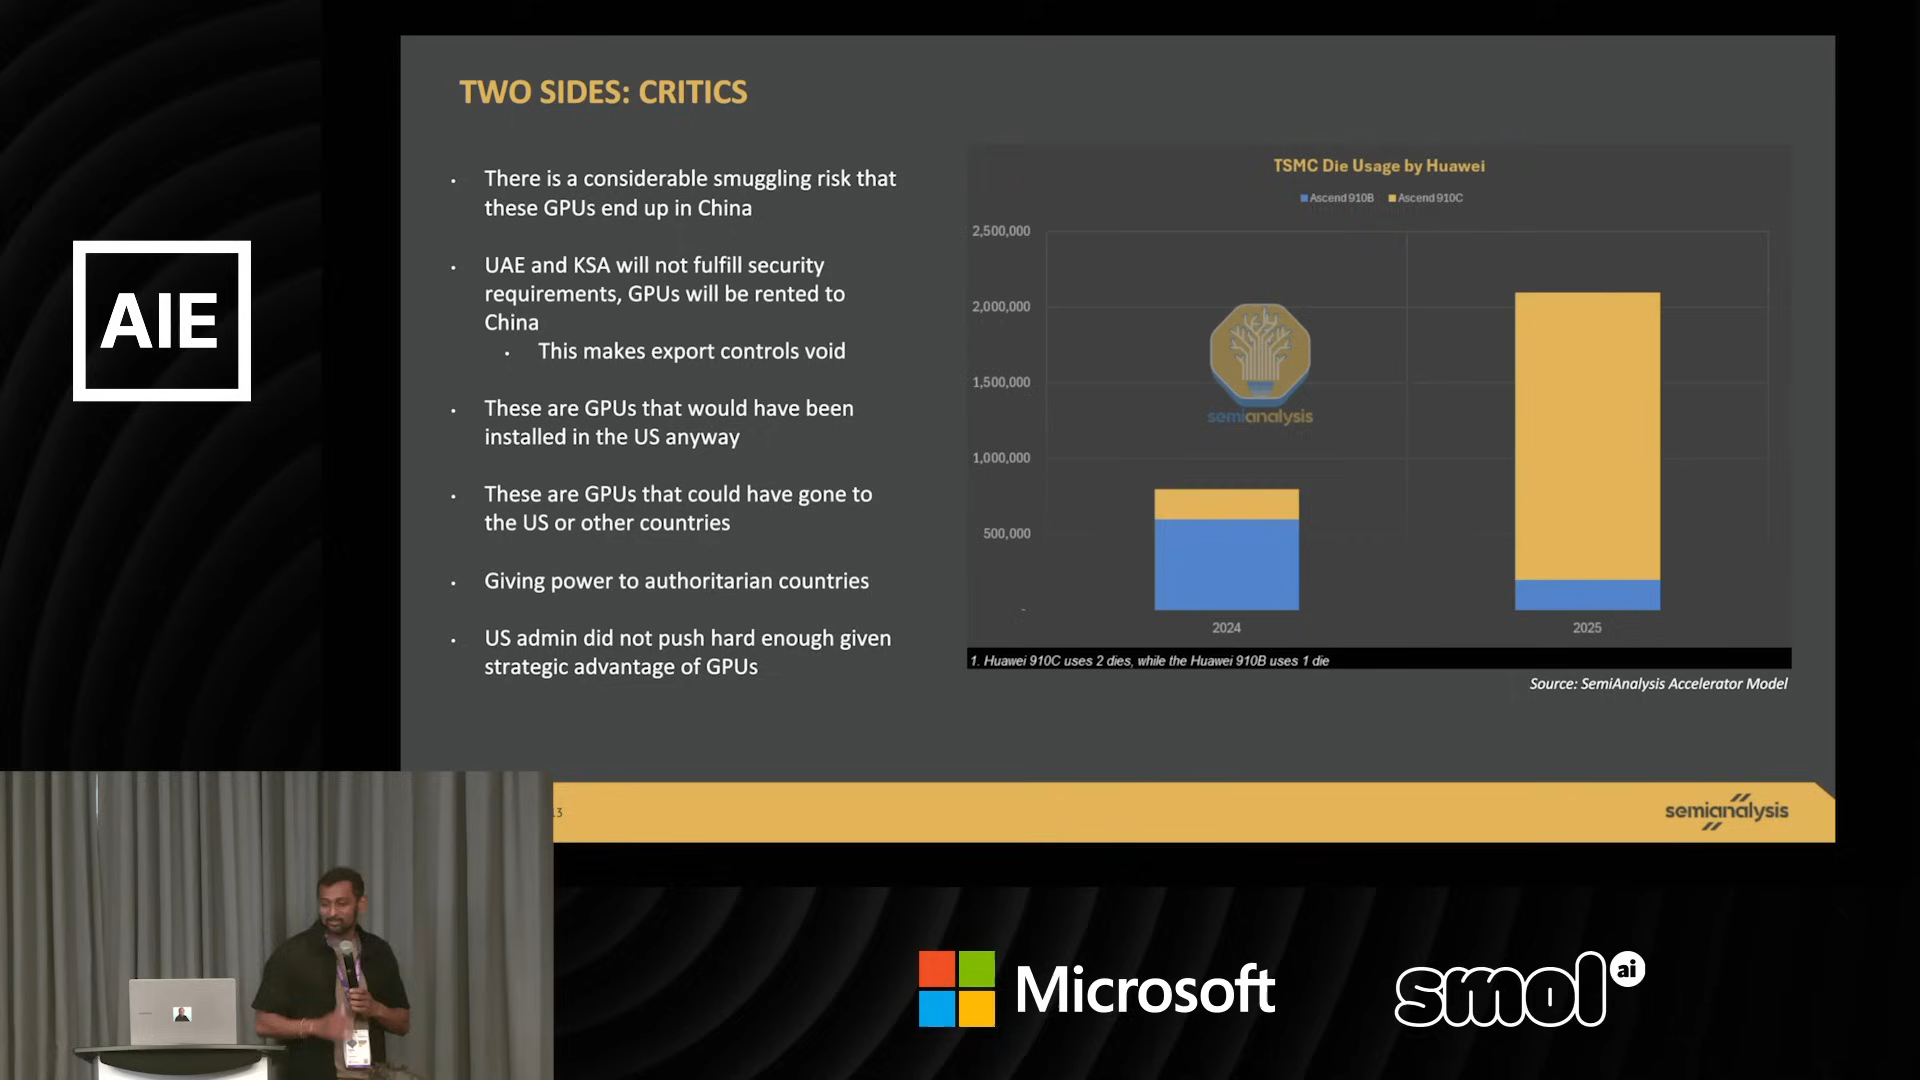 TWO SIDES: CRITICS
There is a considerable smuggling risk that
these GPUs end up in China
UAE and KSA will not fulfill security
requirements, GPUs will be rented to
China
This makes export controls void
These are GPUs that would have been
installed in the US anyway
These are GPUs that could have gone to
the US or other countries
Giving power to authoritarian countries
US admin did not push hard enough given
strategic advantage of GPUs
TSMC Die Usage by Huawei
Ascend 910B Ascend 910C
2,500,000
2,000,000
1,500,000
1,000,000
500,000
-
semianalysis
2024 2025
1. Huawei 910C uses 2 dies, while the Huawei 910B uses 1 die
Source: SemiAnalysis Accelerator Model
3
semianalysis
AIE
Microsoft
smol ai